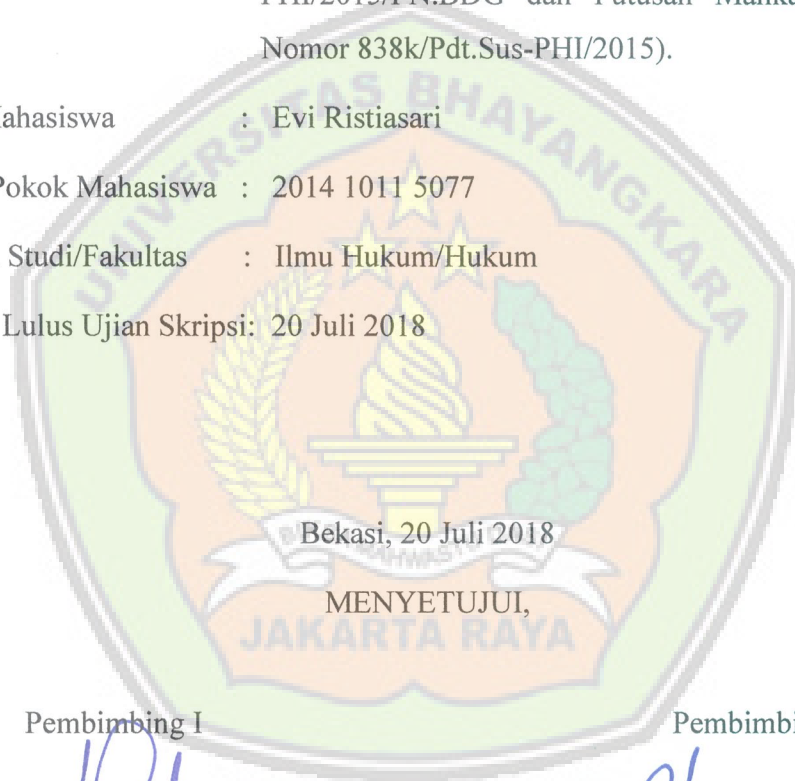 PHI/2015/PN.BDG dan Putusan Mahka
Nomor 838k/Pdt.Sus-PHI/2015).
Mahasiswa : Evi Ristiasari
Pokok Mahasiswa : 2014 1011 5077
Studi/Fakultas : Ilmu Hukum/Hukum
Lulus Ujian Skripsi: 20 Juli 2018
UNIVERSITAS BHAYANGKARA
Bekasi, 20 Juli 2018
MENYETUJUI,
JAKARTA RAYA
Pembimbing I Pembimbi